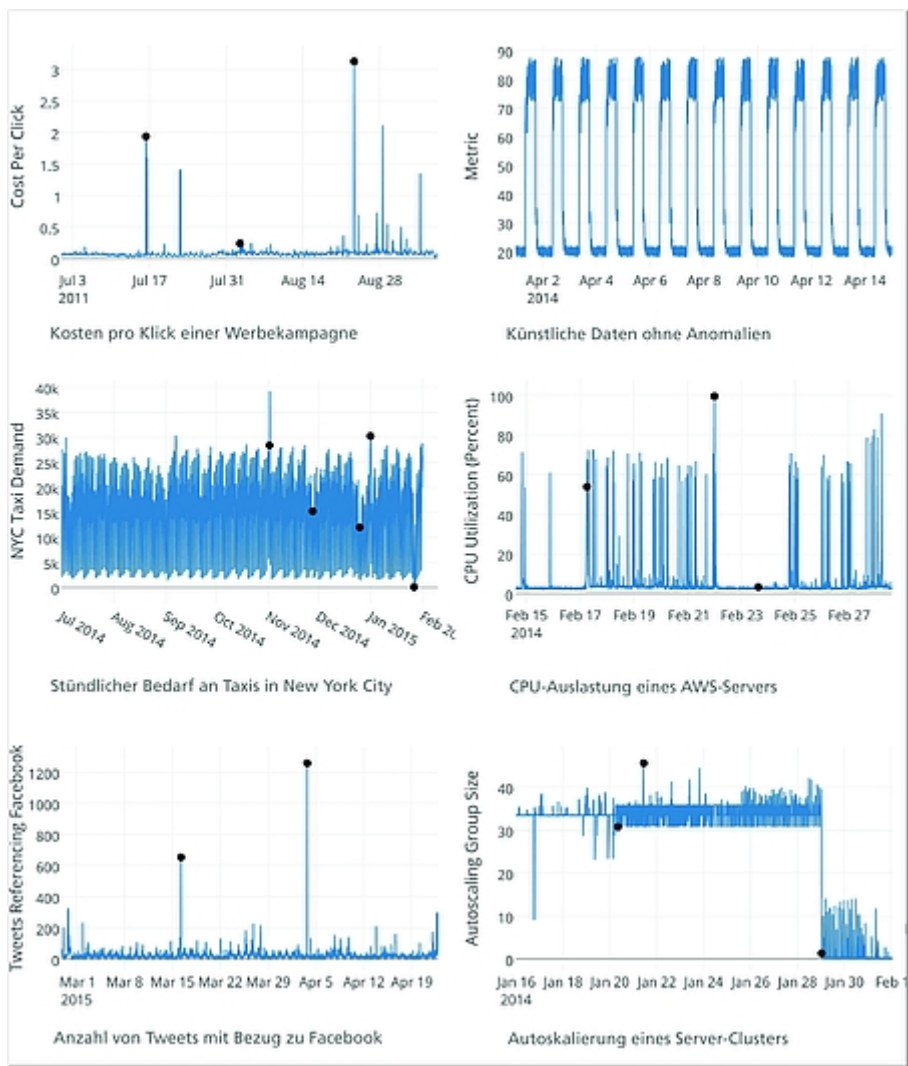 Cost Per Click
3
2.5
2
1.5
1
0.5
0
Jul 3 Jul 17 Jul 31 Aug 14 Aug 28
2011
Kosten pro Klick einer Werbekampagne
Metric
90
80
70
60
50
40
30
20
Apr 2 Apr 4 Apr 6 Apr 8 Apr 10 Apr 12 Apr 14
2014
Künstliche Daten ohne Anomalien
NYC Taxi Demand
40k
35k
30k
25k
20k
15k
10k
5k
0
Jul 2014 Aug 2014 Sep 2014 Oct 2014 Nov 2014 Dec 2014 Jan 2015 Feb 2
Stündlicher Bedarf an Taxis in New York City
CPU Utilization (Percent)
100
80
60
40
20
0
Feb 15 Feb 17 Feb 19 Feb 21 Feb 23 Feb 25 Feb 27
2014
CPU-Auslastung eines AWS-Servers
Tweets Referencing Facebook
1200
1000
800
600
400
200
0
Mar 1 Mar 8 Mar 15 Mar 22 Mar 29 Apr 5 Apr 12 Apr 19
2015
Anzahl von Tweets mit Bezug zu Facebook
Autoscaling Group Size
40
30
20
10
0
Jan 16 Jan 18 Jan 20 Jan 22 Jan 24 Jan 26 Jan 28 Jan 30 Feb 1
2014
Autoskalierung eines Server-Clusters